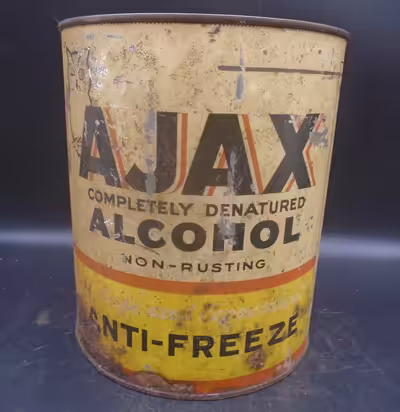 AJAX
COMPLETELY DENATURED
ALCOHOL
NON-RUSTING
ANTI-FREEZE